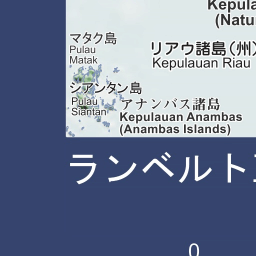 Kepula
(Natu
マタク島
Pulau
Matak
リアウ諸島(州)
Kepulauan Riau
シアンタン島
Pulau
Siantan
アナンバス諸島
Kepulauan Anambas
(Anambas Islands)
ランベルト
0